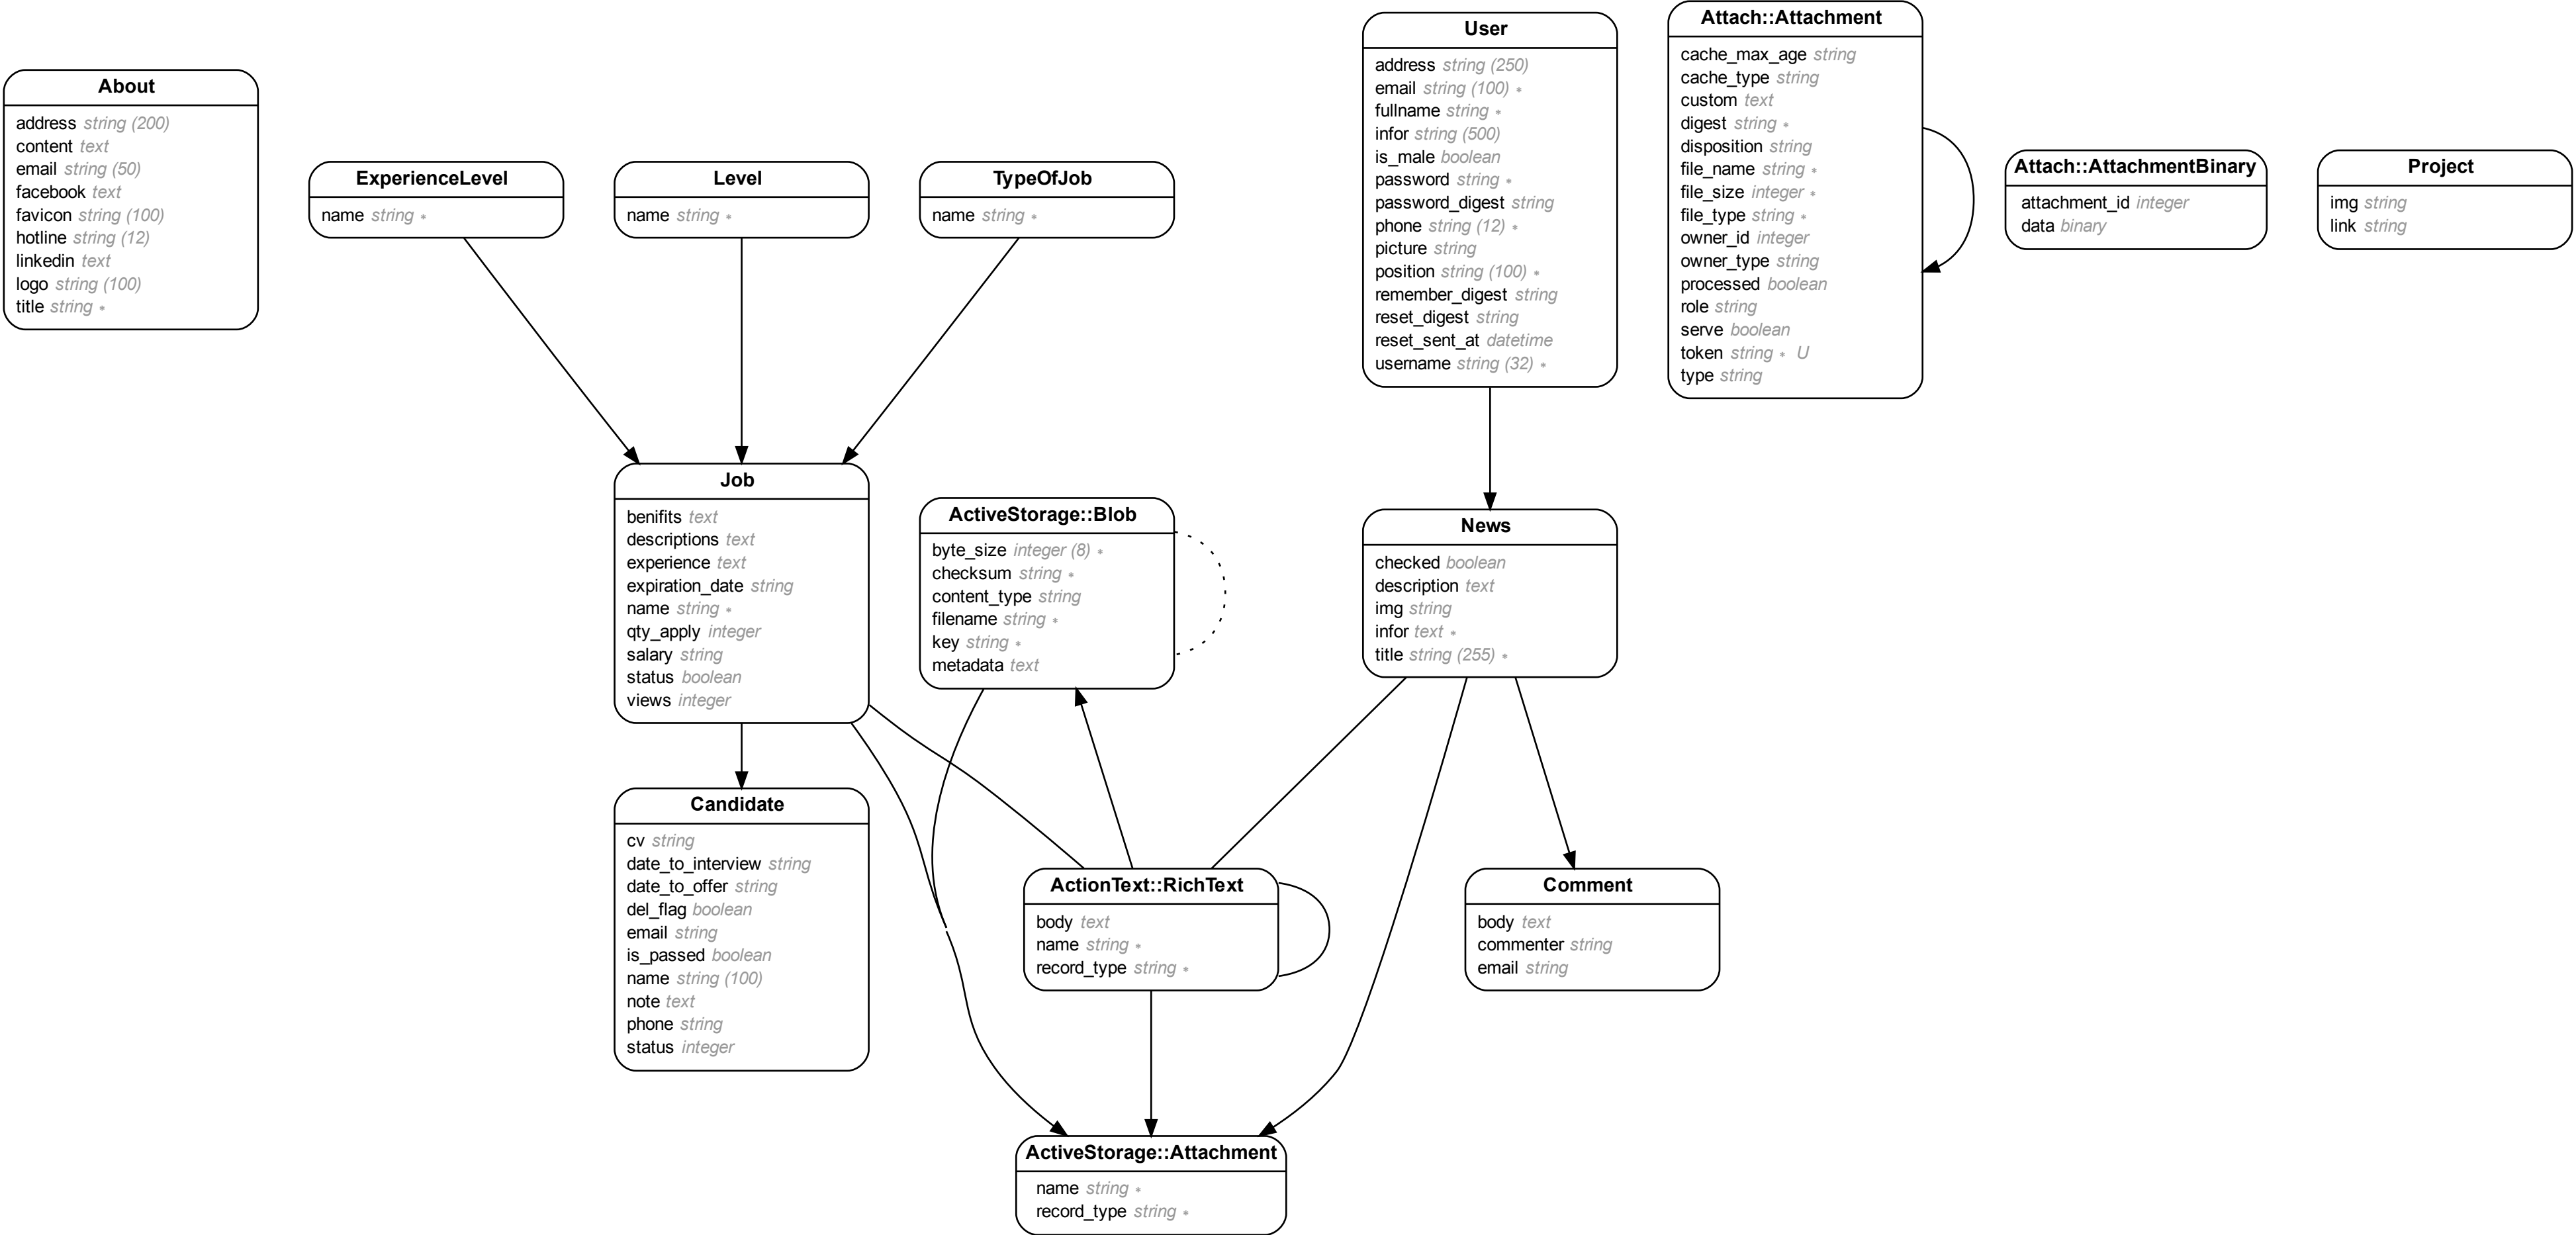 About
address string (200)
content text
email string (50)
facebook text
favicon string (100)
hotline string (12)
linkedin text
logo string (100)
title string ∗
ExperienceLevel
name string ∗
Level
name string ∗
TypeOfJob
name string ∗
User
address string (250)
email string (100) ∗
fullname string ∗
infor string (500)
is_male boolean
password string ∗
password_digest string
phone string (12) ∗
picture string
position string (100) ∗
remember_digest string
reset_digest string
reset_sent_at datetime
username string (32) ∗
Attach::Attachment
cache_max_age string
cache_type string
custom text
digest string ∗
disposition string
file_name string ∗
file_size integer ∗
file_type string ∗
owner_id integer
owner_type string
processed boolean
role string
serve boolean
token string ∗ U
type string
Attach::AttachmentBinary
attachment_id integer
data binary
Project
img string
link string
Job
benifits text
descriptions text
experience text
expiration_date string
name string ∗
qty_apply integer
salary string
status boolean
views integer
ActiveStorage::Blob
byte_size integer (8) ∗
checksum string ∗
content_type string
filename string ∗
key string ∗
metadata text
News
checked boolean
description text
img string
infor text ∗
title string (255) ∗
Candidate
cv string
date_to_interview string
date_to_offer string
del_flag boolean
email string
is_passed boolean
name string (100)
note text
phone string
status integer
ActionText::RichText
body text
name string ∗
record_type string ∗
Comment
body text
commenter string
email string
ActiveStorage::Attachment
name string ∗
record_type string ∗